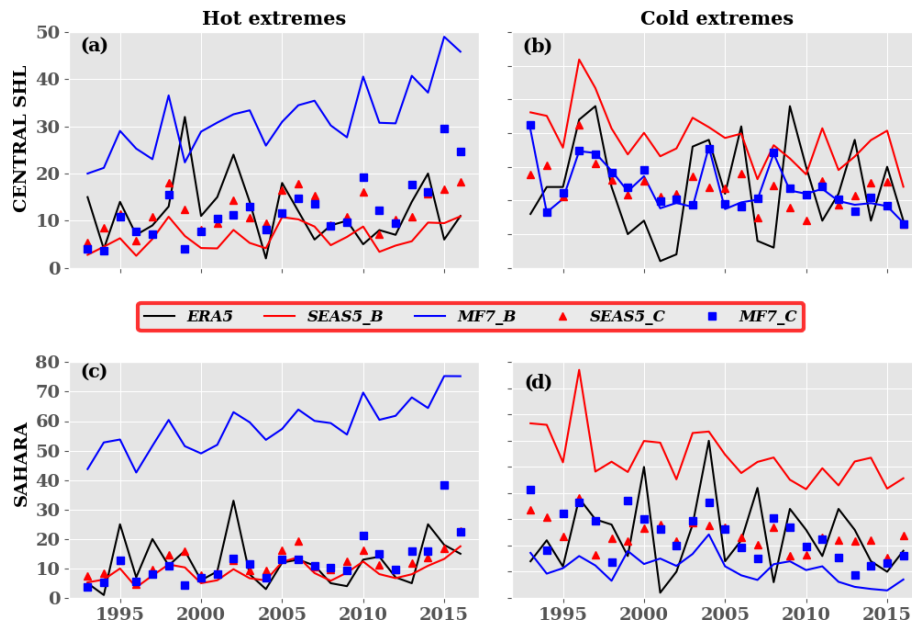 Hot extremes Cold extremes
CENTRAL SHL
50
40
30
20
10
0
(a)
(b)
ERA5 SEAS5_B MF7_B SEAS5_C MF7_C
SAHARA
80
70
60
50
40
30
20
10
0
(c)
(d)
1995 2000 2005 2010 2015
1995 2000 2005 2010 2015